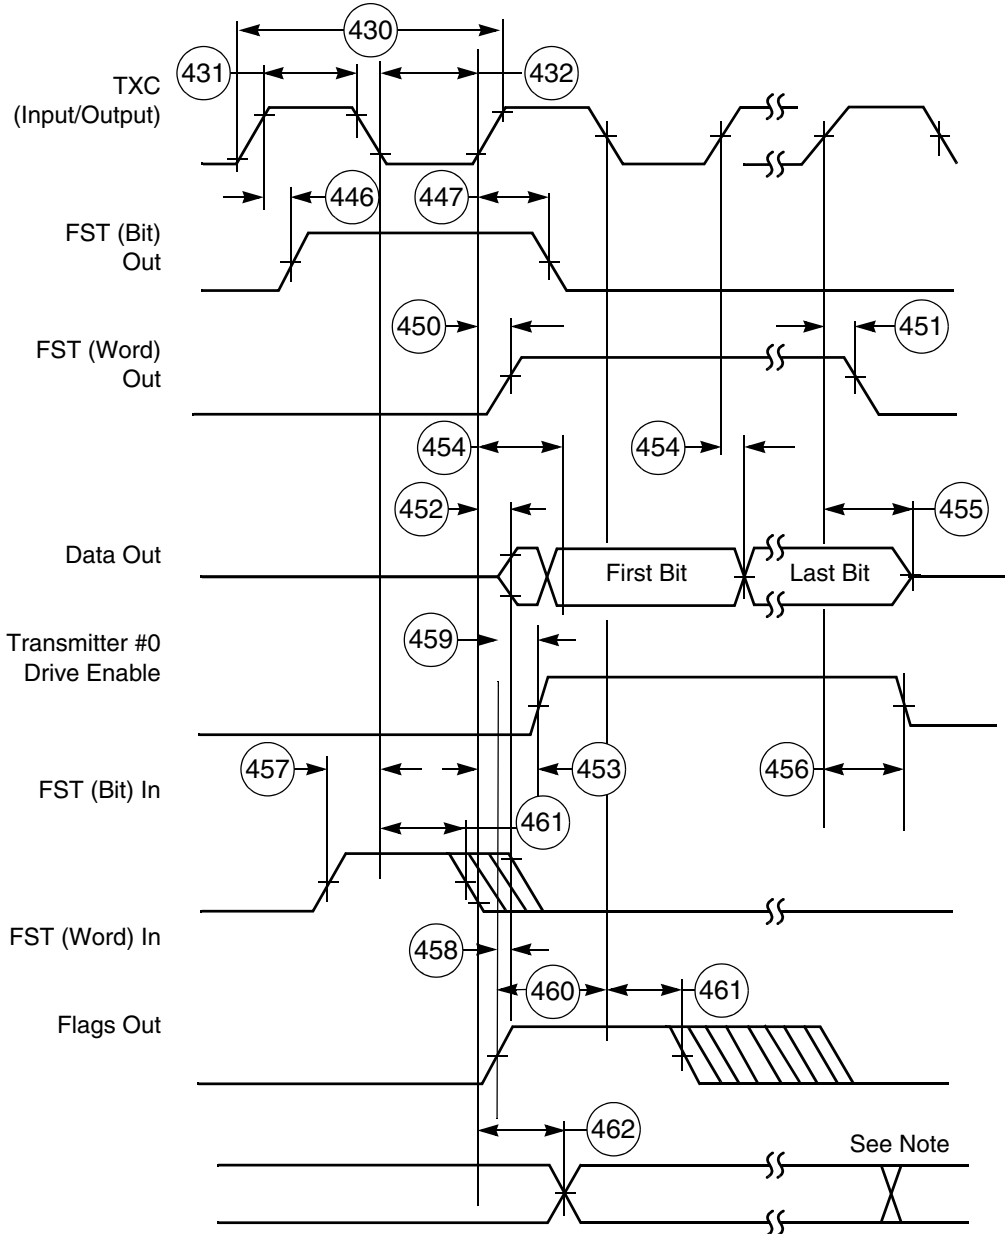 430
431
432
TXC
(Input/Output)
446
447
FST (Bit)
Out
450
451
FST (Word)
Out
454
454
452
455
Data Out
First Bit
Last Bit
459
Transmitter #0
Drive Enable
457
453
456
FST (Bit) In
461
FST (Word) In
458
460
461
Flags Out
462
See Note